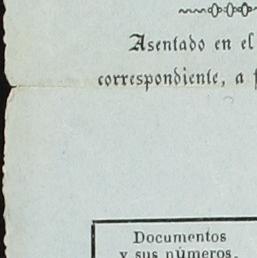 Asentado en el
correspondiente, a
Documentos
y sus números.